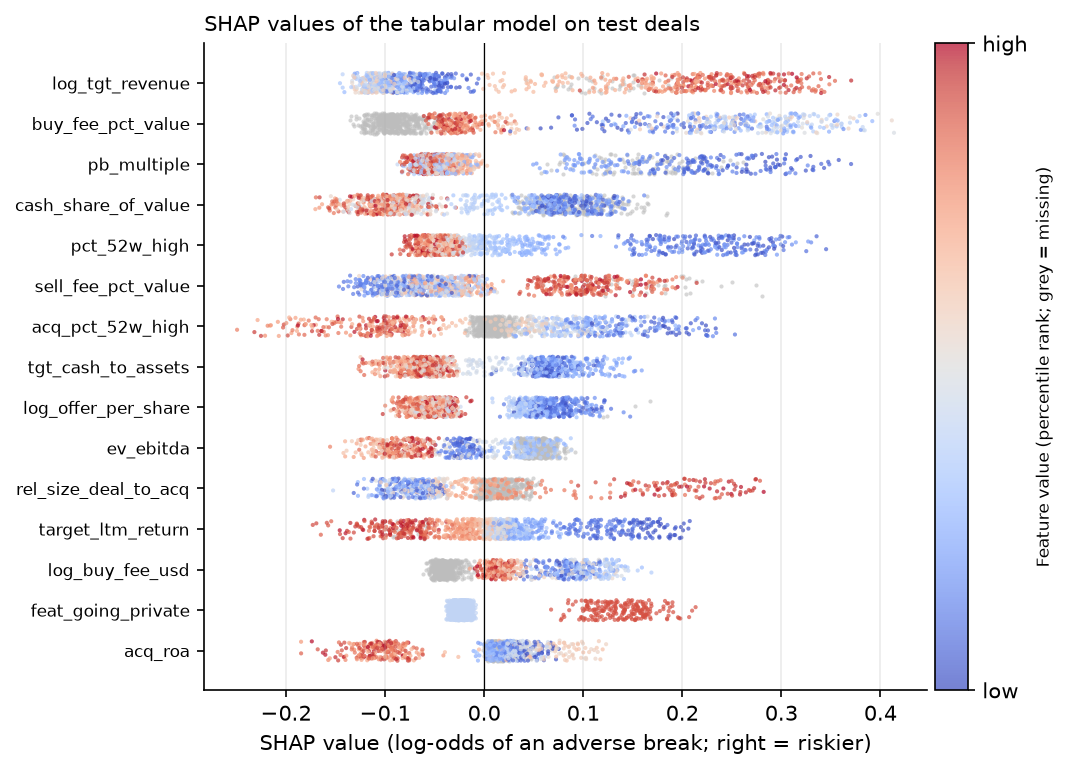 SHAP values of the tabular model on test deals
high
log_tgt_revenue
buy_fee_pct_value
pb_multiple
cash_share_of_value
pct_52w_high
sell_fee_pct_value
acq_pct_52w_high
tgt_cash_to_assets
log_offer_per_share
ev_ebitda
rel_size_deal_to_acq
target_ltm_return
log_buy_fee_usd
feat_going_private
acq_roa
Feature value (percentile rank; grey = missing)
low
−0.2 −0.1 0.0 0.1 0.2 0.3 0.4
SHAP value (log-odds of an adverse break; right = riskier)